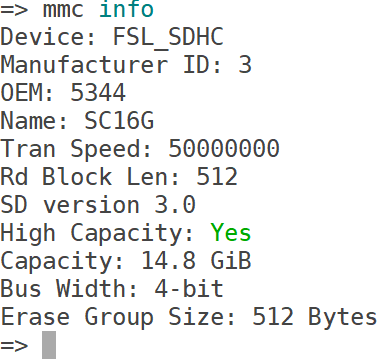 => mmc info
Device: FSL_SDHC
Manufacturer ID: 3
OEM: 5344
Name: SC16G
Tran Speed: 50000000
Rd Block Len: 512
SD version 3.0
High Capacity: Yes
Capacity: 14.8 GiB
Bus Width: 4-bit
Erase Group Size: 512 Bytes
=>